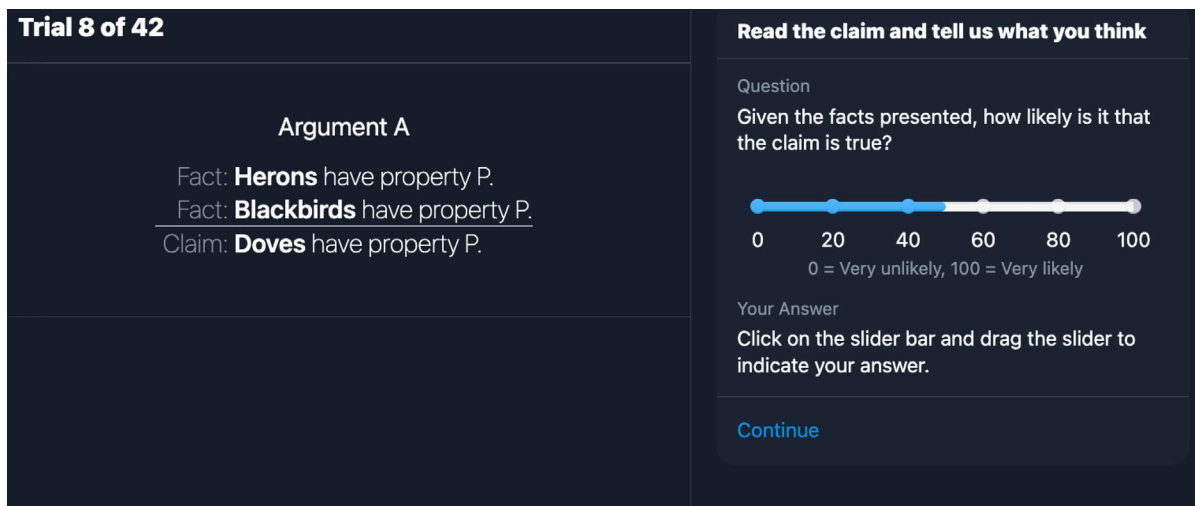 Trial 8 of 42
Argument A
Fact: Herons have property P.
Fact: Blackbirds have property P.
Claim: Doves have property P.
Read the claim and tell us what you think
Question
Given the facts presented, how likely is it that
the claim is true?
0 20 40 60 80 100
0 = Very unlikely, 100 = Very likely
Your Answer
Click on the slider bar and drag the slider to
indicate your answer.
Continue